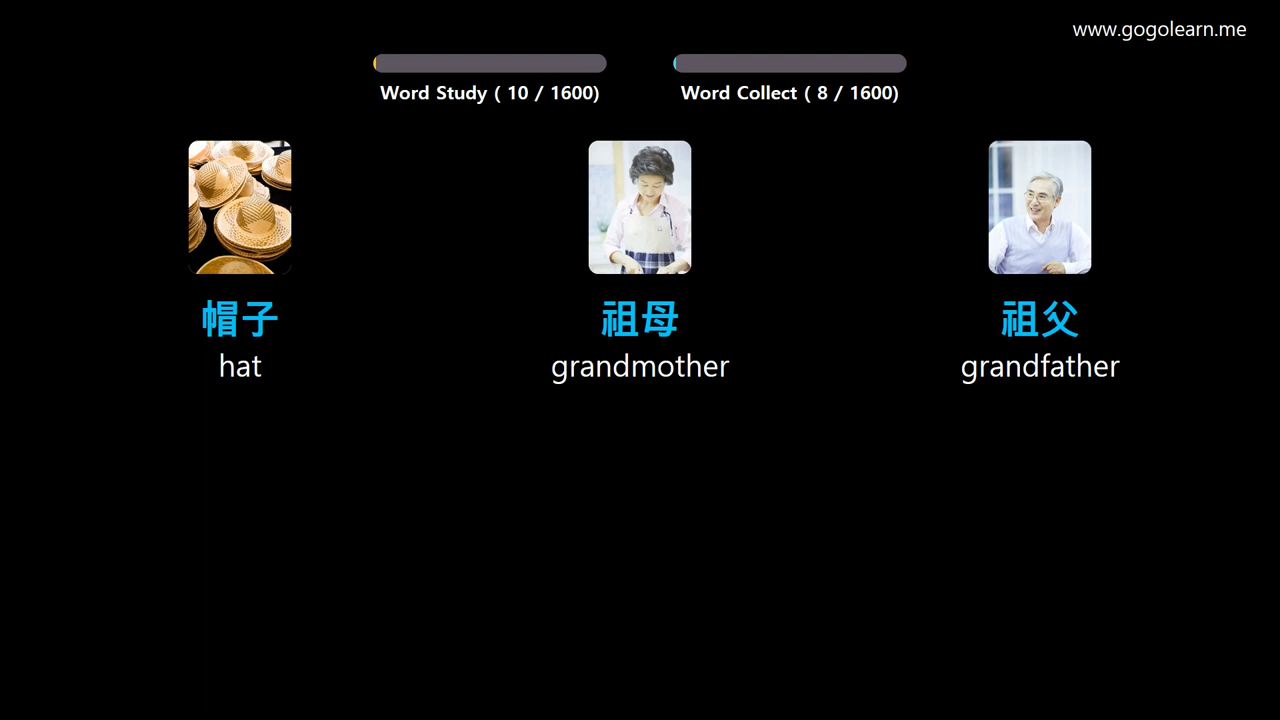 www.gogolearn.me
Word Study ( 10 / 1600)
Word Collect ( 8 / 1600)
帽子
hat
祖母
grandmother
祖父
grandfather